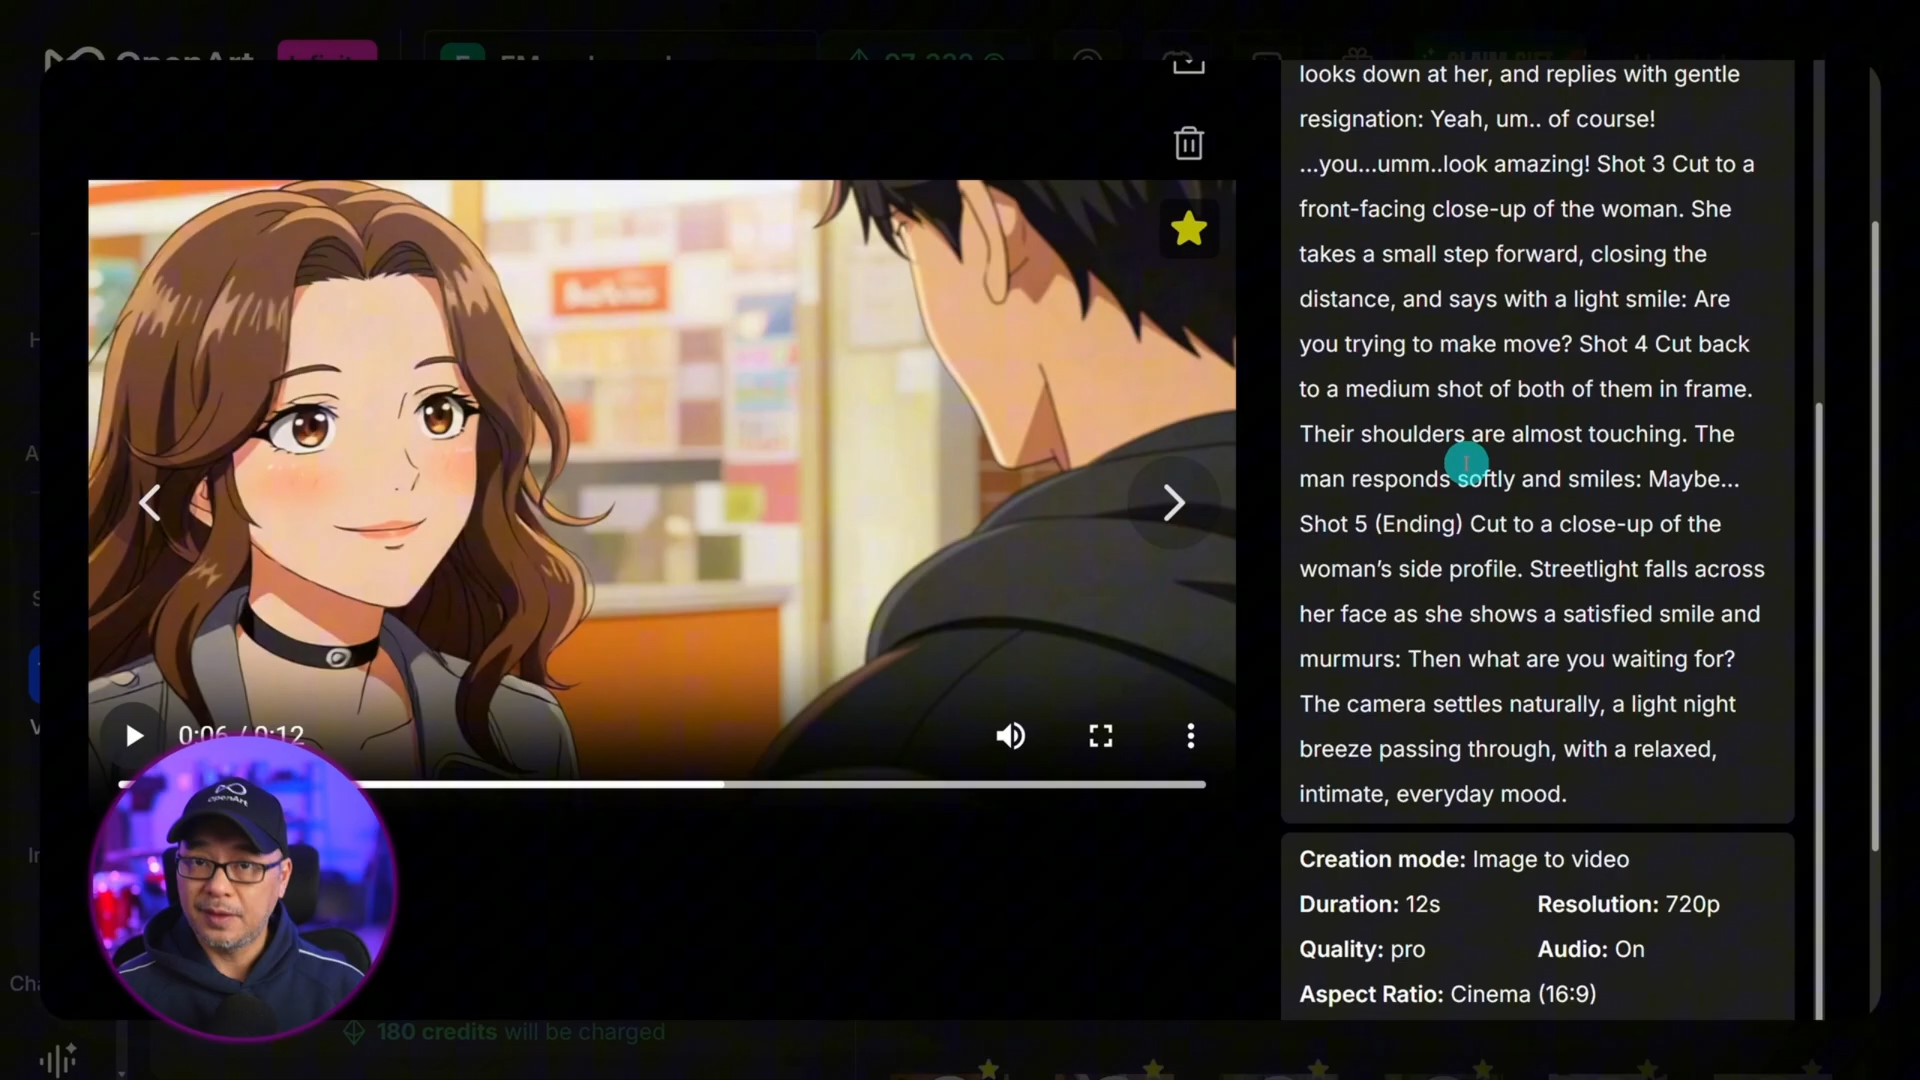 looks down at her, and replies with gentle
resignation: Yeah, um.. of course!
...you...umm..look amazing! Shot 3 Cut to a
front-facing close-up of the woman. She
takes a small step forward, closing the
distance, and says with a light smile: Are
you trying to make move? Shot 4 Cut back
to a medium shot of both of them in frame.
Their shoulders are almost touching. The
man responds softly and smiles: Maybe...
Shot 5 (Ending) Cut to a close-up of the
woman’s side profile. Streetlight falls across
her face as she shows a satisfied smile and
murmurs: Then what are you waiting for?
The camera settles naturally, a light night
breeze passing through, with a relaxed,
intimate, everyday mood.
Creation mode: Image to video
Duration: 12s Resolution: 720p
Quality: pro Audio: On
Aspect Ratio: Cinema (16:9)
0:06 / 0:12
OpenArt
180 credits will be charged